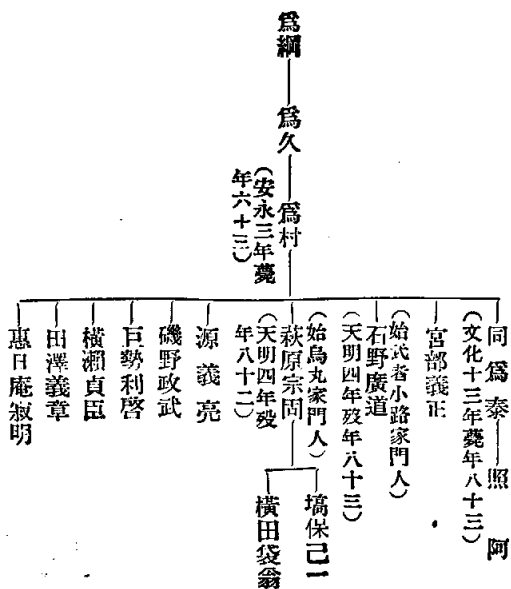 爲綱
爲久
爲村
(安永三年薨
年六十三)
同爲泰
照阿
(文化十三年薨年八十三)
宮部義正
(始武者小路家門人)
石野廣道
(天明四年歿年八十三)
(始烏丸家門人)
萩原宗固
(天明四年歿
年八十二)
塙保己一
橫田袋翁
源義亮
磯野政武
巨勢利啓
橫瀨貞臣
田澤義章
惠日庵淑明